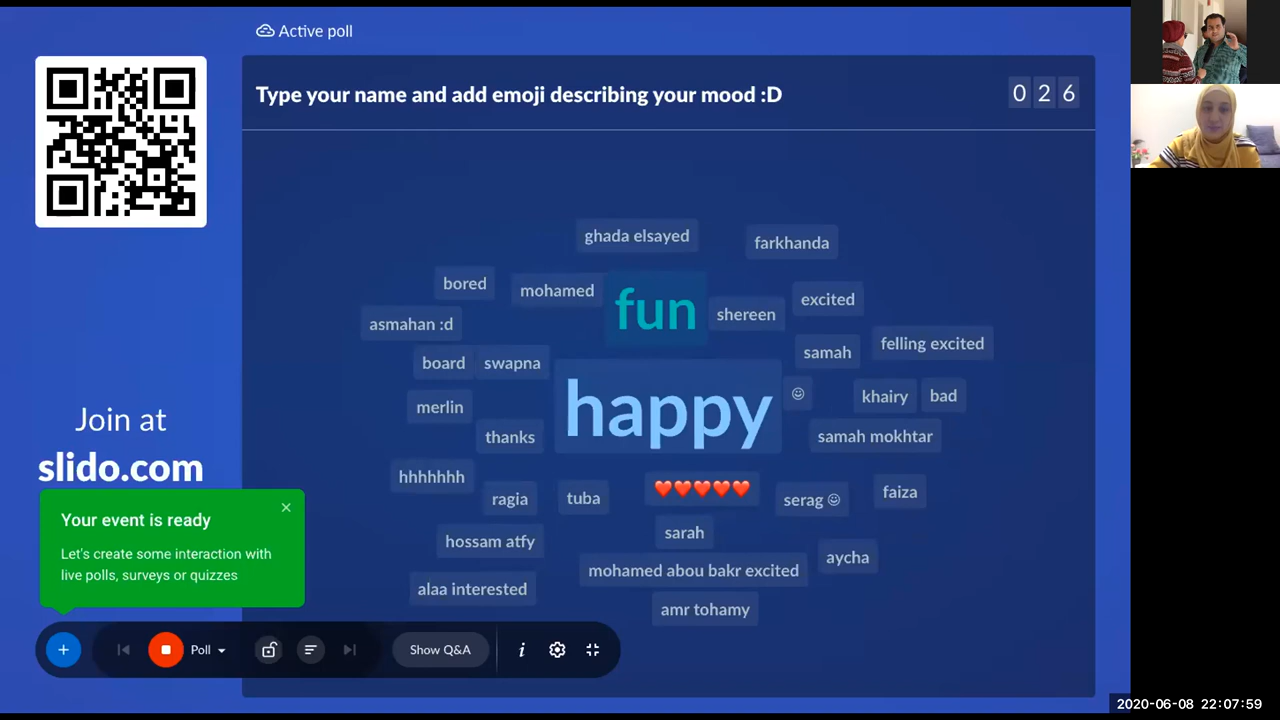 Active poll
Type your name and add emoji describing your mood :D
0 2 6
ghada elsayed
farkhanda
bored
mohamed
fun
shereen
excited
asmahan :d
samah
felling excited
board
swapna
happy
☺
khairy
bad
merlin
thanks
samah mokhtar
hhhhhhh
ragia
tuba
❤️❤️❤️❤️❤️
serag ☺
faiza
sarah
hossam atfy
mohamed abou bakr excited
aycha
alaa interested
amr tohamy
Join at
slido.com
Your event is ready
Let's create some interaction with
live polls, surveys or quizzes
Poll
Show Q&A
2020-06-08 22:07:59